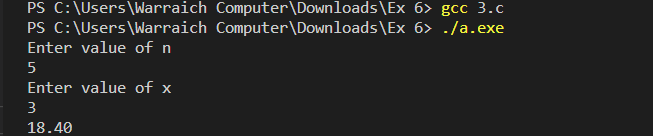 PS C:\Users\Warraich Computer\Downloads\Ex 6> gcc 3.c
PS C:\Users\Warraich Computer\Downloads\Ex 6> ./a.exe
Enter value of n
5
Enter value of x
3
18.40